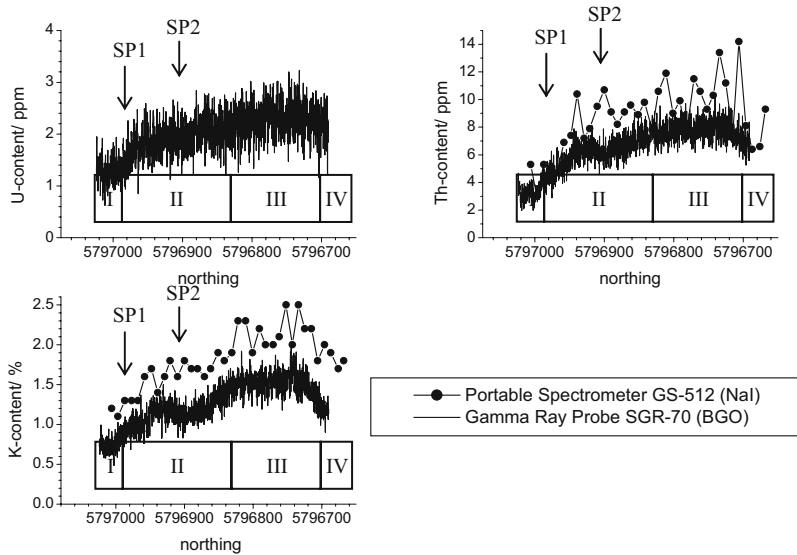 SP1
SP2
3
2
1
0
U-content/ ppm
I
II
III
IV
5797000
5796900
5796800
5796700
northing
SP1
SP2
14
12
10
8
6
4
2
0
Th-content/ ppm
I
II
III
IV
5797000
5796900
5796800
5796700
northing
SP1
SP2
2.5
2.0
1.5
1.0
0.5
0.0
K-content/ %
I
II
III
IV
5797000
5796900
5796800
5796700
northing
Portable Spectrometer GS-512 (NaI)
Gamma Ray Probe SGR-70 (BGO)